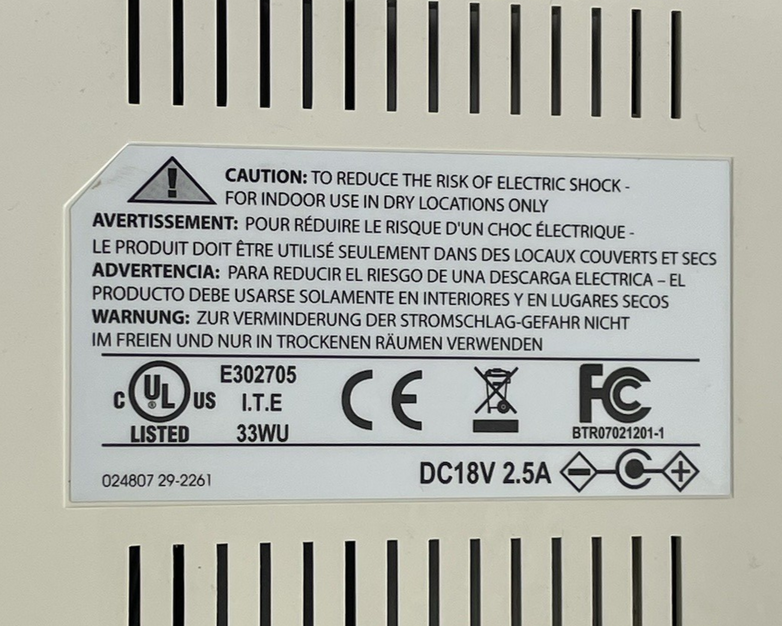 CAUTION: TO REDUCE THE RISK OF ELECTRIC SHOCK -
FOR INDOOR USE IN DRY LOCATIONS ONLY
AVERTISSEMENT: POUR RÉDUIRE LE RISQUE D'UN CHOC ÉLECTRIQUE -
LE PRODUIT DOIT ÊTRE UTILISÉ SEULEMENT DANS DES LOCAUX COUVERTS ET SECS
ADVERTENCIA: PARA REDUCIR EL RIESGO DE UNA DESCARGA ELECTRICA – EL
PRODUCTO DEBE USARSE SOLAMENTE EN INTERIORES Y EN LUGARES SECOS
WARNUNG: ZUR VERMINDERUNG DER STROMSCHLAG-GEFAHR NICHT
IM FREIEN UND NUR IN TROCKENEN RÄUMEN VERWENDEN
C UL ® US
LISTED
E302705
I.T.E
33WU
CE
FC
BTR07021201-1
024807 29-2261
DC18V 2.5A